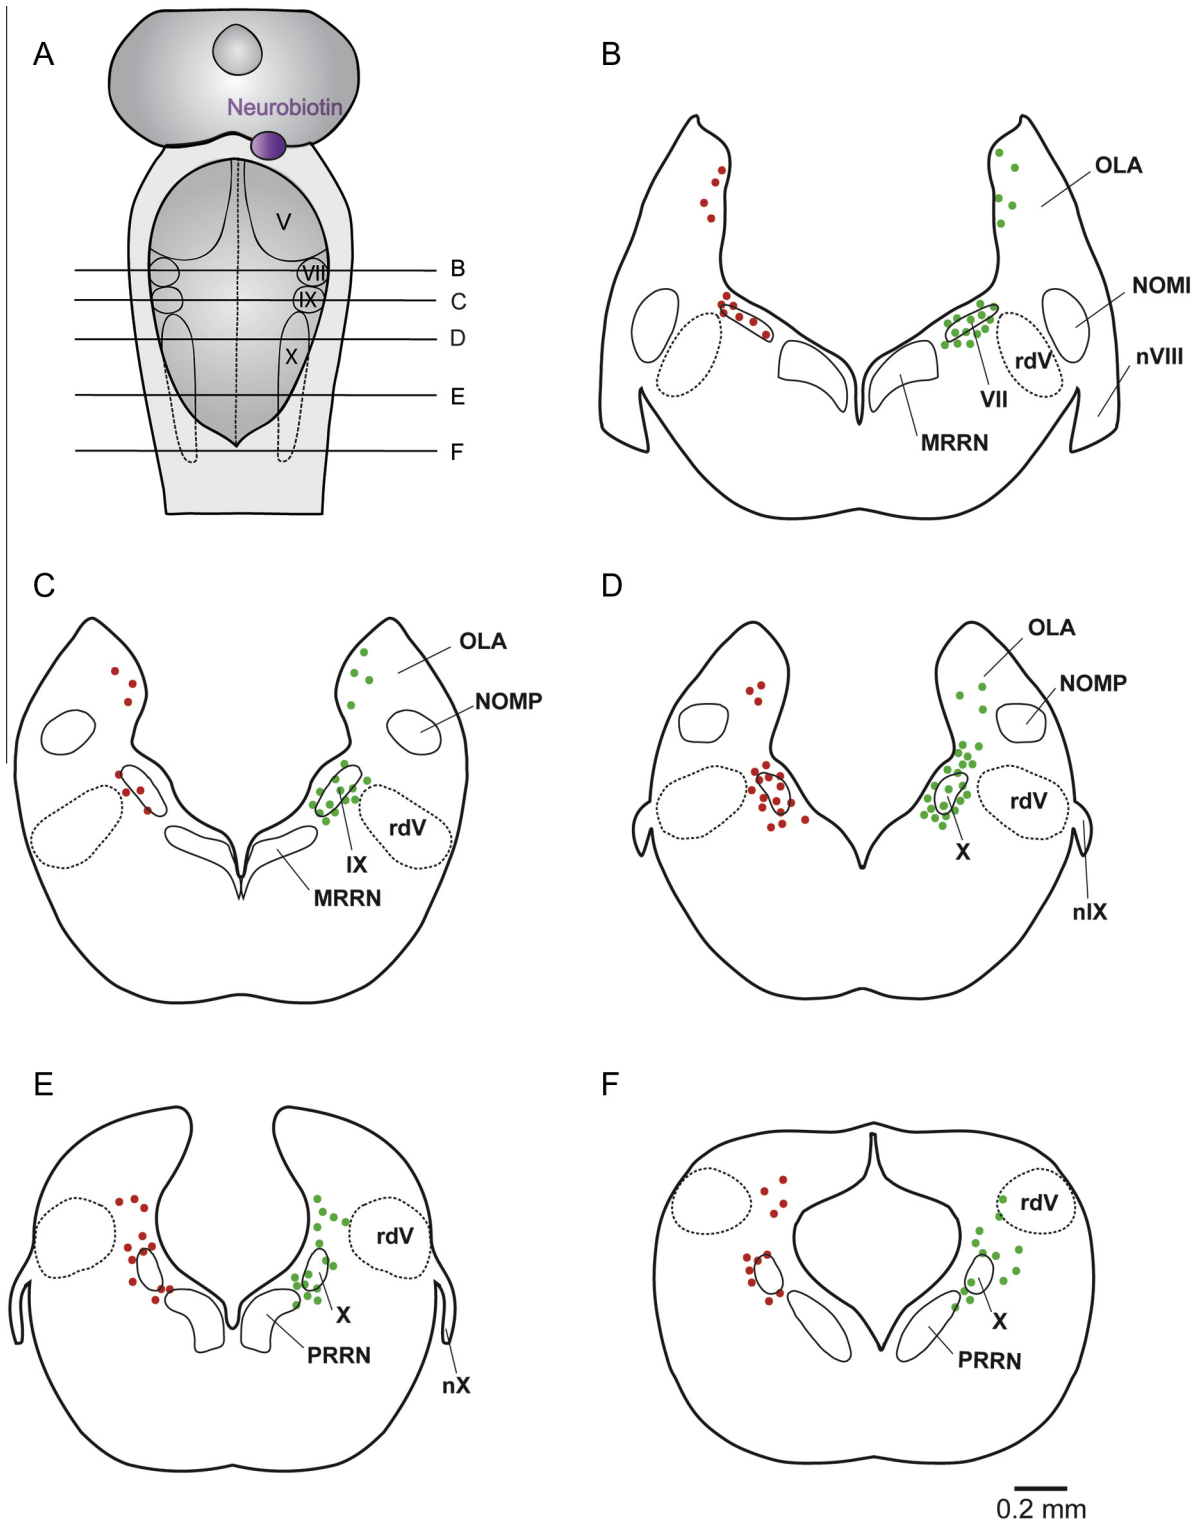 A
Neurobiotin
V
VII
IX
X
B
C
D
E
F
B
OLA
NOMI
nVIII
rdV
VII
MRRN
C
OLA
NOMP
rdV
IX
MRRN
D
OLA
NOMP
rdV
X
nIX
E
rdV
X
PRRN
nX
F
rdV
X
PRRN
0.2 mm